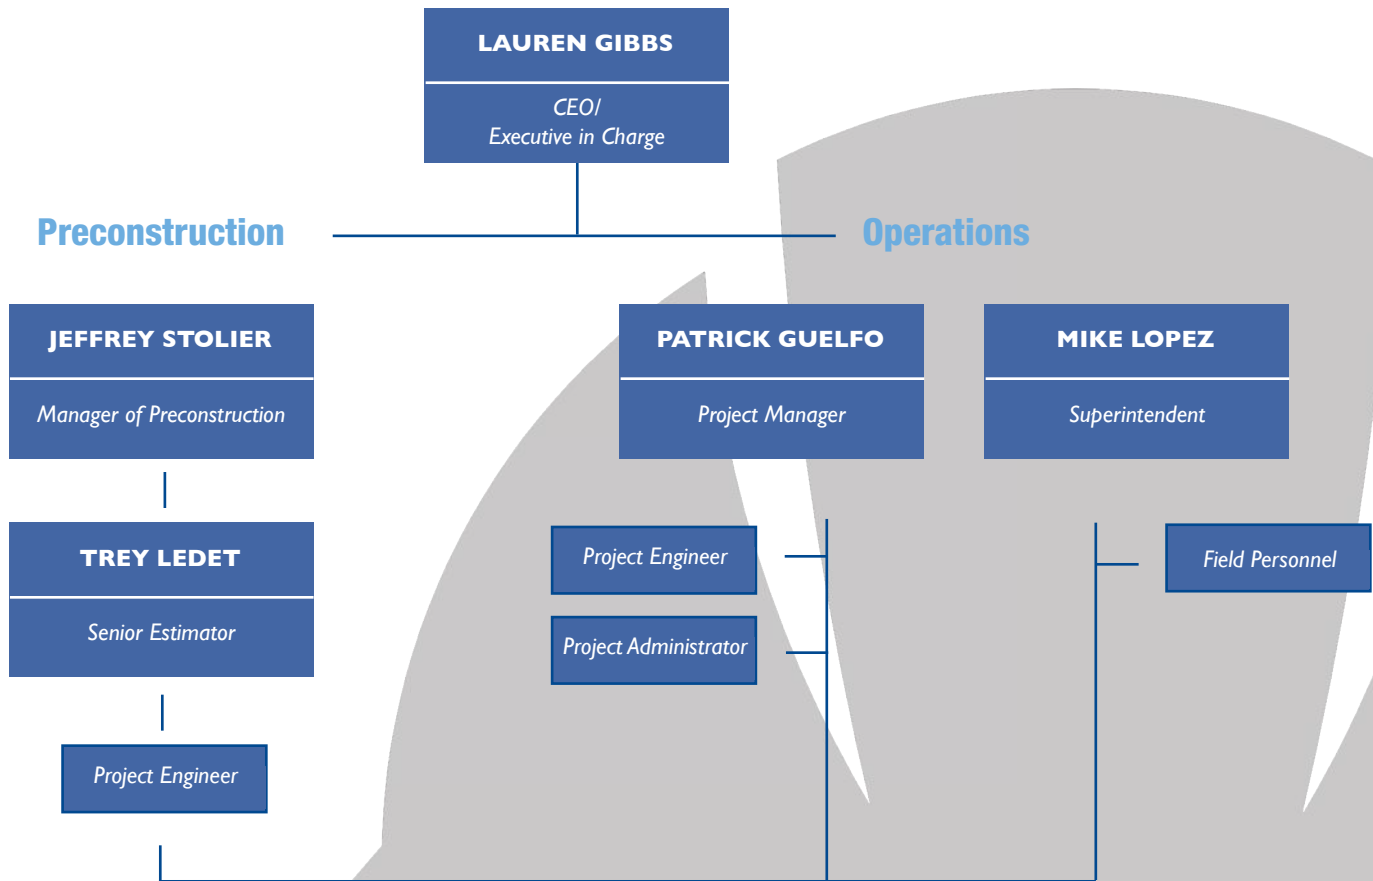 LAUREN GIBBS
CEO/
Executive in Charge
Preconstruction
Operations
JEFFREY STOLIER
Manager of Preconstruction
PATRICK GUELFO
Project Manager
MIKE LOPEZ
Superintendent
TREY LEDET
Senior Estimator
Project Engineer
Project Engineer
Project Administrator
Field Personnel